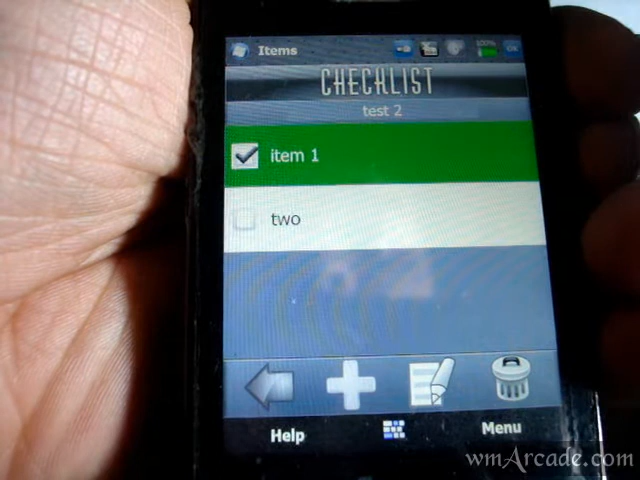 Items
100%
OK
CHECKLIST
test 2
item 1
two
Help
Menu
wmArcade.com